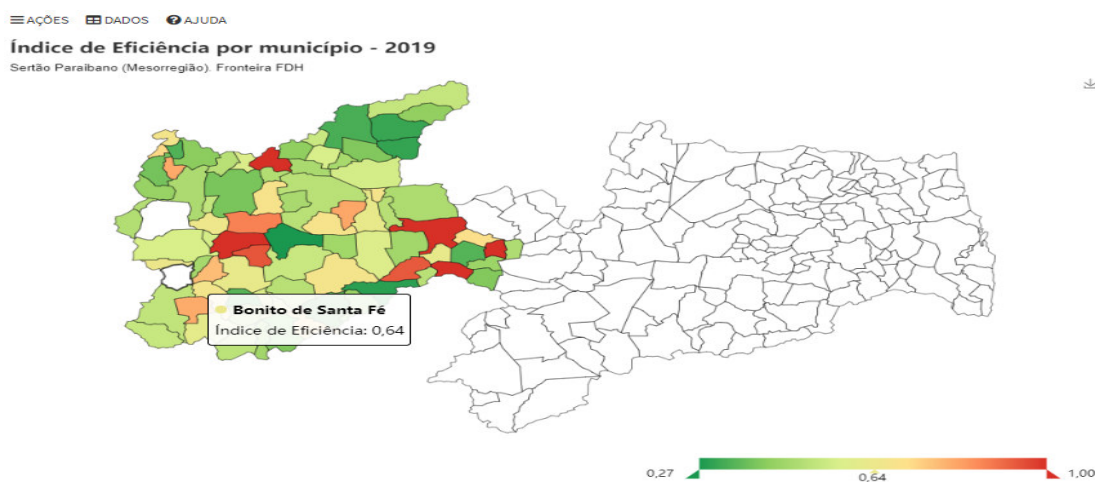 AÇÕES DADOS AJUDA
Índice de Eficiência por município - 2019
Sertão Paraibano (Mesorregião). Fronteira FDH
Bonito de Santa Fé
Índice de Eficiência: 0,64
0,27 0,64 1,00